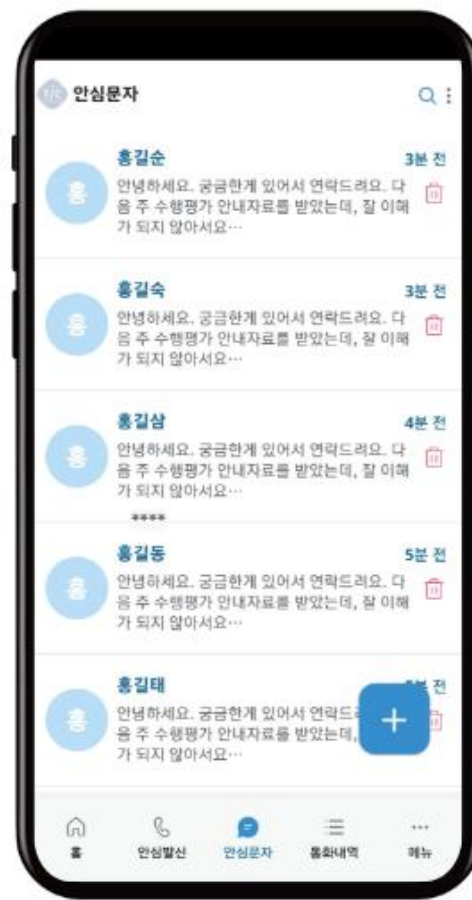 안심문자
홍길순 3분 전
홍
안녕하세요. 궁금한게 있어서 연락드려요. 다
음 주 수행평가 안내자료를 받았는데, 잘 이해
가 되지 않아서요…
홍길숙 3분 전
홍
안녕하세요. 궁금한게 있어서 연락드려요. 다
음 주 수행평가 안내자료를 받았는데, 잘 이해
가 되지 않아서요…
홍길삼 4분 전
홍
안녕하세요. 궁금한게 있어서 연락드려요. 다
음 주 수행평가 안내자료를 받았는데, 잘 이해
가 되지 않아서요…
****
홍길동 5분 전
홍
안녕하세요. 궁금한게 있어서 연락드려요. 다
음 주 수행평가 안내자료를 받았는데, 잘 이해
가 되지 않아서요…
홍길태 전
홍
안녕하세요. 궁금한게 있어서 연락드
음 주 수행평가 안내자료를 받았는데,
가 되지 않아서요…
홍 안심발신 안심문자 통화내역 메뉴